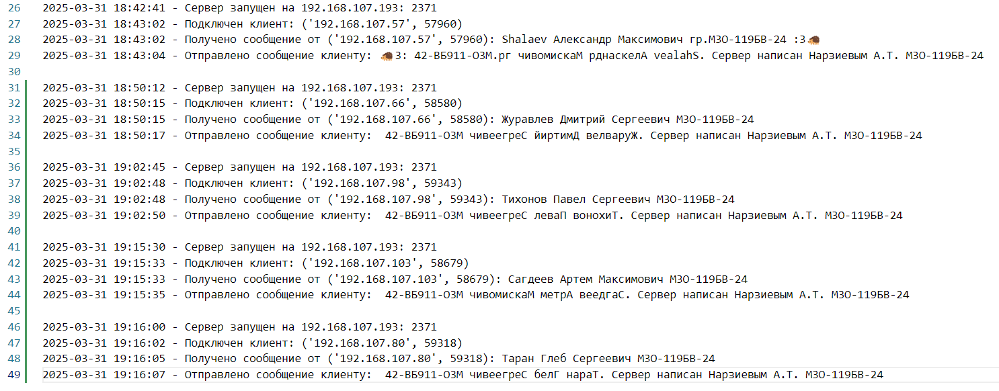 26 2025-03-31 18:42:41 - Сервер запущен на 192.168.107.193: 2371
27 2025-03-31 18:43:02 - Подключен клиент: ('192.168.107.57', 57960)
28 2025-03-31 18:43:02 - Получено сообщение от ('192.168.107.57', 57960): Shalaev Александр Максимович гр.МЗО-119БВ-24 :3🦔
29 2025-03-31 18:43:04 - Отправлено сообщение клиенту: 🦔3: 42-ВБ911-ОЗМ.рг чивомискаМ рднаскелА vealahS. Сервер написан Нарзиевым А.Т. МЗО-119БВ-24
30
31 2025-03-31 18:50:12 - Сервер запущен на 192.168.107.193: 2371
32 2025-03-31 18:50:15 - Подключен клиент: ('192.168.107.66', 58580)
33 2025-03-31 18:50:15 - Получено сообщение от ('192.168.107.66', 58580): Журавлев Дмитрий Сергеевич МЗО-119БВ-24
34 2025-03-31 18:50:17 - Отправлено сообщение клиенту:  42-ВБ911-ОЗМ чивеегреС йиртимД велваруЖ. Сервер написан Нарзиевым А.Т. МЗО-119БВ-24
35
36 2025-03-31 19:02:45 - Сервер запущен на 192.168.107.193: 2371
37 2025-03-31 19:02:48 - Подключен клиент: ('192.168.107.98', 59343)
38 2025-03-31 19:02:48 - Получено сообщение от ('192.168.107.98', 59343): Тихонов Павел Сергеевич МЗО-119БВ-24
39 2025-03-31 19:02:50 - Отправлено сообщение клиенту:  42-ВБ911-ОЗМ чивеегреС леваП вонохиТ. Сервер написан Нарзиевым А.Т. МЗО-119БВ-24
40
41 2025-03-31 19:15:30 - Сервер запущен на 192.168.107.193: 2371
42 2025-03-31 19:15:33 - Подключен клиент: ('192.168.107.103', 58679)
43 2025-03-31 19:15:33 - Получено сообщение от ('192.168.107.103', 58679): Сагдеев Артем Максимович МЗО-119БВ-24
44 2025-03-31 19:15:35 - Отправлено сообщение клиенту:  42-ВБ911-ОЗМ чивомискаМ метрА веедгаС. Сервер написан Нарзиевым А.Т. МЗО-119БВ-24
45
46 2025-03-31 19:16:00 - Сервер запущен на 192.168.107.193: 2371
47 2025-03-31 19:16:02 - Подключен клиент: ('192.168.107.80', 59318)
48 2025-03-31 19:16:05 - Получено сообщение от ('192.168.107.80', 59318): Таран Глеб Сергеевич МЗО-119БВ-24
49 2025-03-31 19:16:07 - Отправлено сообщение клиенту:  42-ВБ911-ОЗМ чивеегреС белГ нараТ. Сервер написан Нарзиевым А.Т. МЗО-119БВ-24